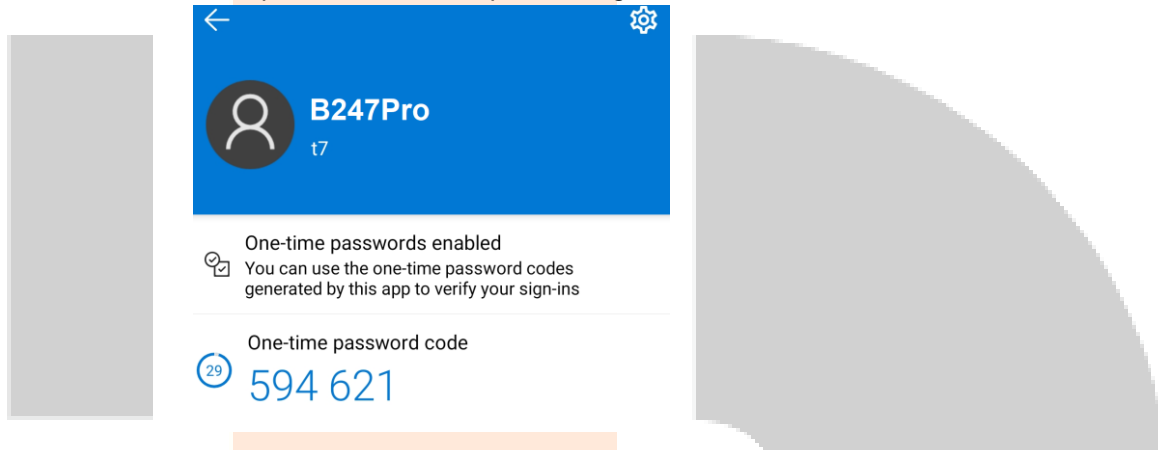 B247Pro
t7
One-time passwords enabled
You can use the one-time password codes
generated by this app to verify your sign-ins
One-time password code
29
594 621